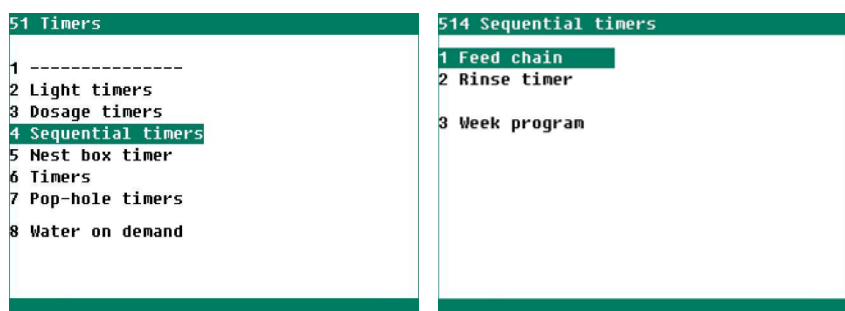 51 Timers
1 ---------------
2 Light timers
3 Dosage timers
4 Sequential timers
5 Nest box timer
6 Timers
7 Pop-hole timers
8 Water on demand
514 Sequential timers
1 Feed chain
2 Rinse timer
3 Week program